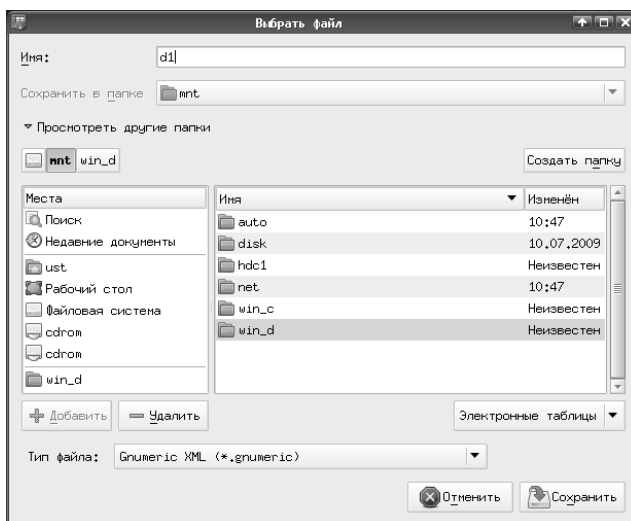 Выбрать файл
Имя:
d1
Сохранить в папке
mnt
Просмотреть другие папки
mnt win_d
Создать папку
Места
Поиск
Недавние документы
ust
Рабочий стол
Файловая система
cdrom
cdrom
win_d
Имя Изменён
auto 10:47
disk 10.07.2009
hdc1 Неизвестен
net 10:47
win_c Неизвестен
win_d Неизвестен
Добавить Удалить
Электронные таблицы
Тип файла: Gnumeric XML (*.gnumeric)
Отменить Сохранить